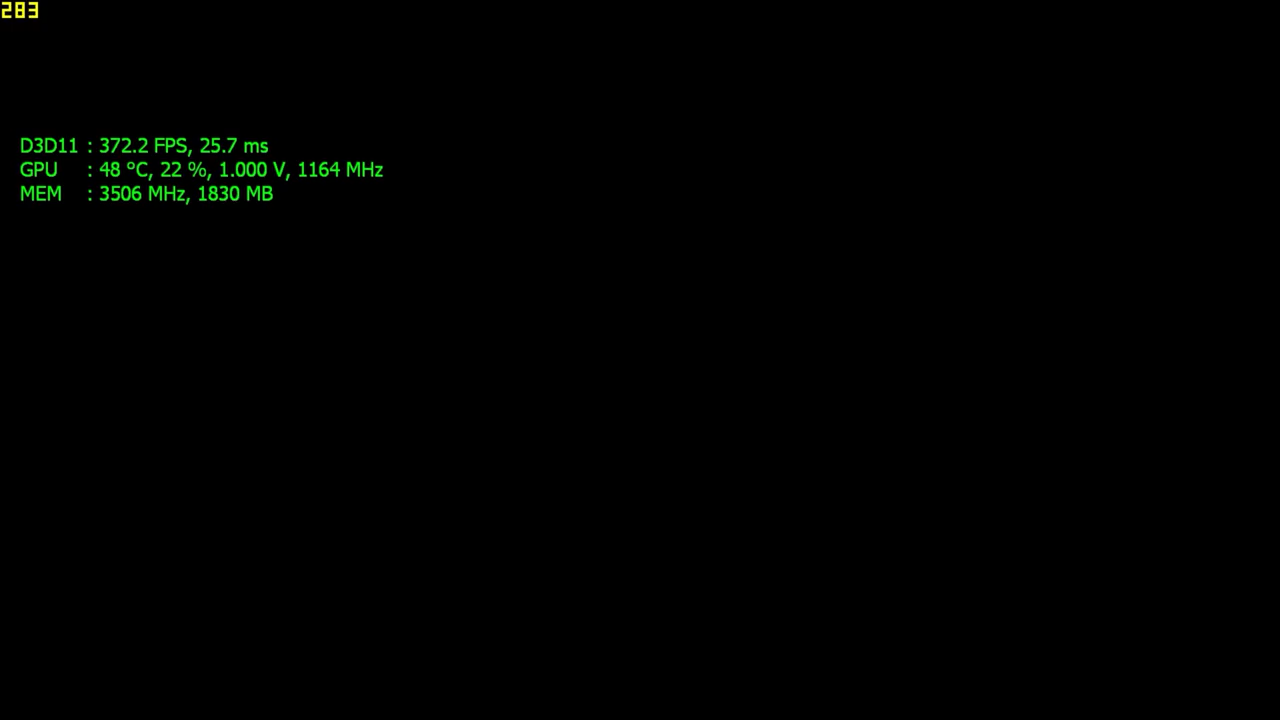 283
D3D11 : 372.2 FPS, 25.7 ms
GPU : 48 ºC, 22 %, 1.000 V, 1164 MHz
MEM : 3506 MHz, 1830 MB